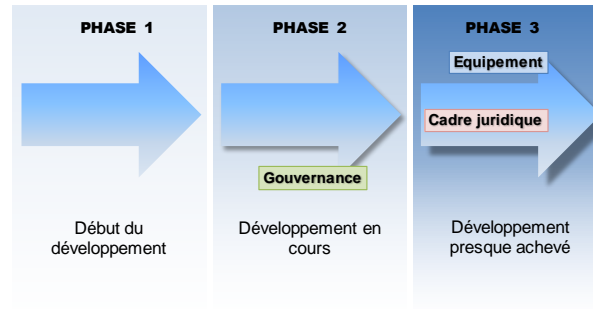 PHASE 1
PHASE 2
PHASE 3
Equipement
Cadre juridique
Gouvernance
Début du
développement
Développement en
cours
Développement
presque achevé